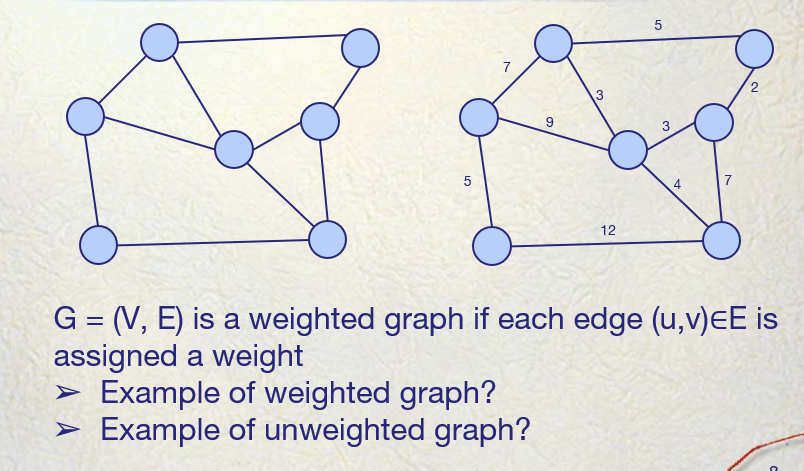 5
7
3
2
9
3
5
4
7
12
G = (V, E) is a weighted graph if each edge (u,v)∈E is
assigned a weight
➢ Example of weighted graph?
➢ Example of unweighted graph?
8